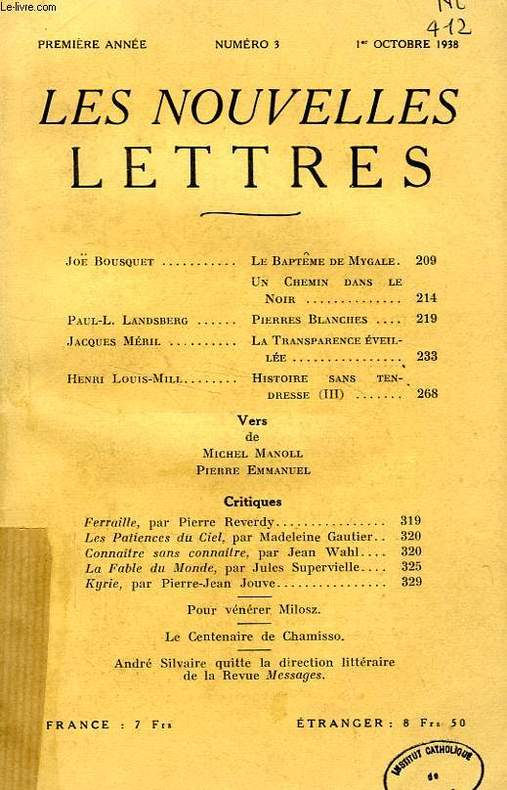 Le-livre.com
412
PREMIÈRE ANNÉE NUMÉRO 3 1er OCTOBRE 1938
LES NOUVELLES
LETTRES
JOË BOUSQUET ........... LE BAPTÊME DE MYGALE. 209
UN CHEMIN DANS LE
NOIR .............. 214
PAUL-L. LANDSBERG ...... PIERRES BLANCHES .... 219
JACQUES MÉRIL .......... LA TRANSPARENCE ÉVEIL-
LÉE ................ 233
HENRI LOUIS-MILL........ HISTOIRE SANS TEN-
DRESSE (III) ....... 268
Vers
de
MICHEL MANOLL
PIERRE EMMANUEL
Critiques
Ferraille, par Pierre Reverdy................ 319
Les Patiences du Ciel, par Madeleine Gautier.. 320
Connaître sans connaître, par Jean Wahl.... 320
La Fable du Monde, par Jules Supervielle.... 325
Kyrie, par Pierre-Jean Jouve................ 329
Pour vénérer Milosz.
Le Centenaire de Chamisso.
André Silvaire quitte la direction littéraire
de la Revue Messages.
FRANCE : 7 Frs ÉTRANGER : 8 Frs 50
INSTITUT CATHOLIQUE
de